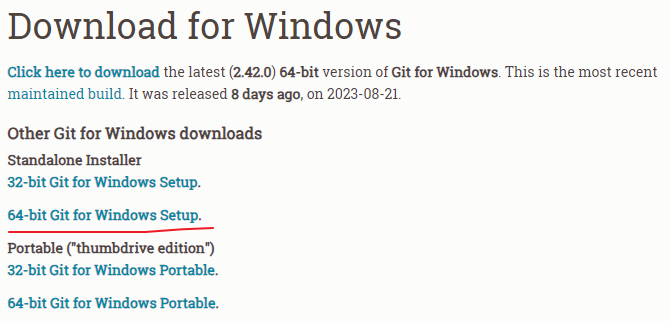 Download for Windows
Click here to download the latest (2.42.0) 64-bit version of Git for Windows. This is the most recent
maintained build. It was released 8 days ago, on 2023-08-21.
Other Git for Windows downloads
Standalone Installer
32-bit Git for Windows Setup.
64-bit Git for Windows Setup.
Portable ("thumbdrive edition")
32-bit Git for Windows Portable.
64-bit Git for Windows Portable.